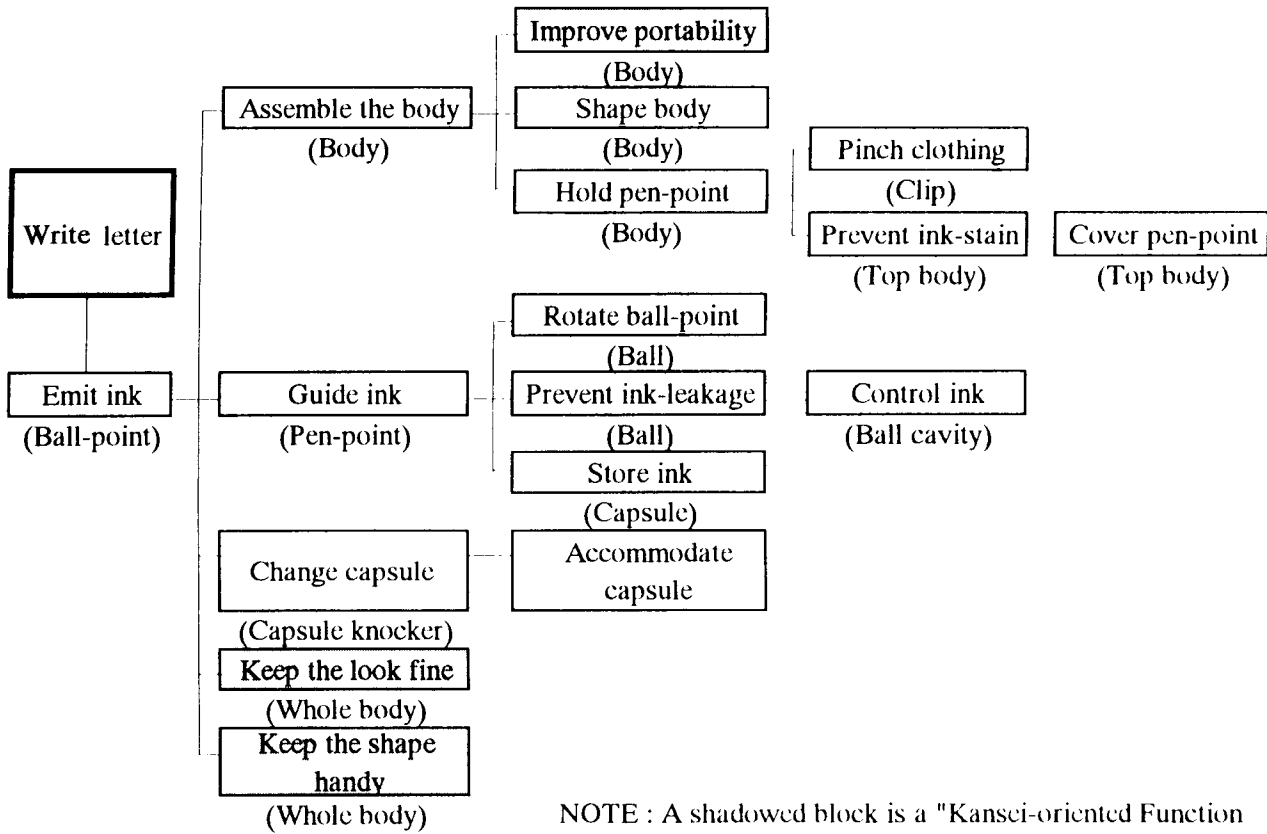 Improve portability
(Body)
Assemble the body
(Body)
Shape body
(Body)
Pinch clothing
(Clip)
Hold pen-point
(Body)
Write letter
Prevent ink-stain
(Top body)
Cover pen-point
(Top body)
Rotate ball-point
(Ball)
Emit ink
(Ball-point)
Guide ink
(Pen-point)
Prevent ink-leakage
(Ball)
Control ink
(Ball cavity)
Store ink
(Capsule)
Change capsule
(Capsule knocker)
Accommodate
capsule
Keep the look fine
(Whole body)
Keep the shape
handy
(Whole body)
NOTE : A shadowed block is a "Kansei-oriented Function